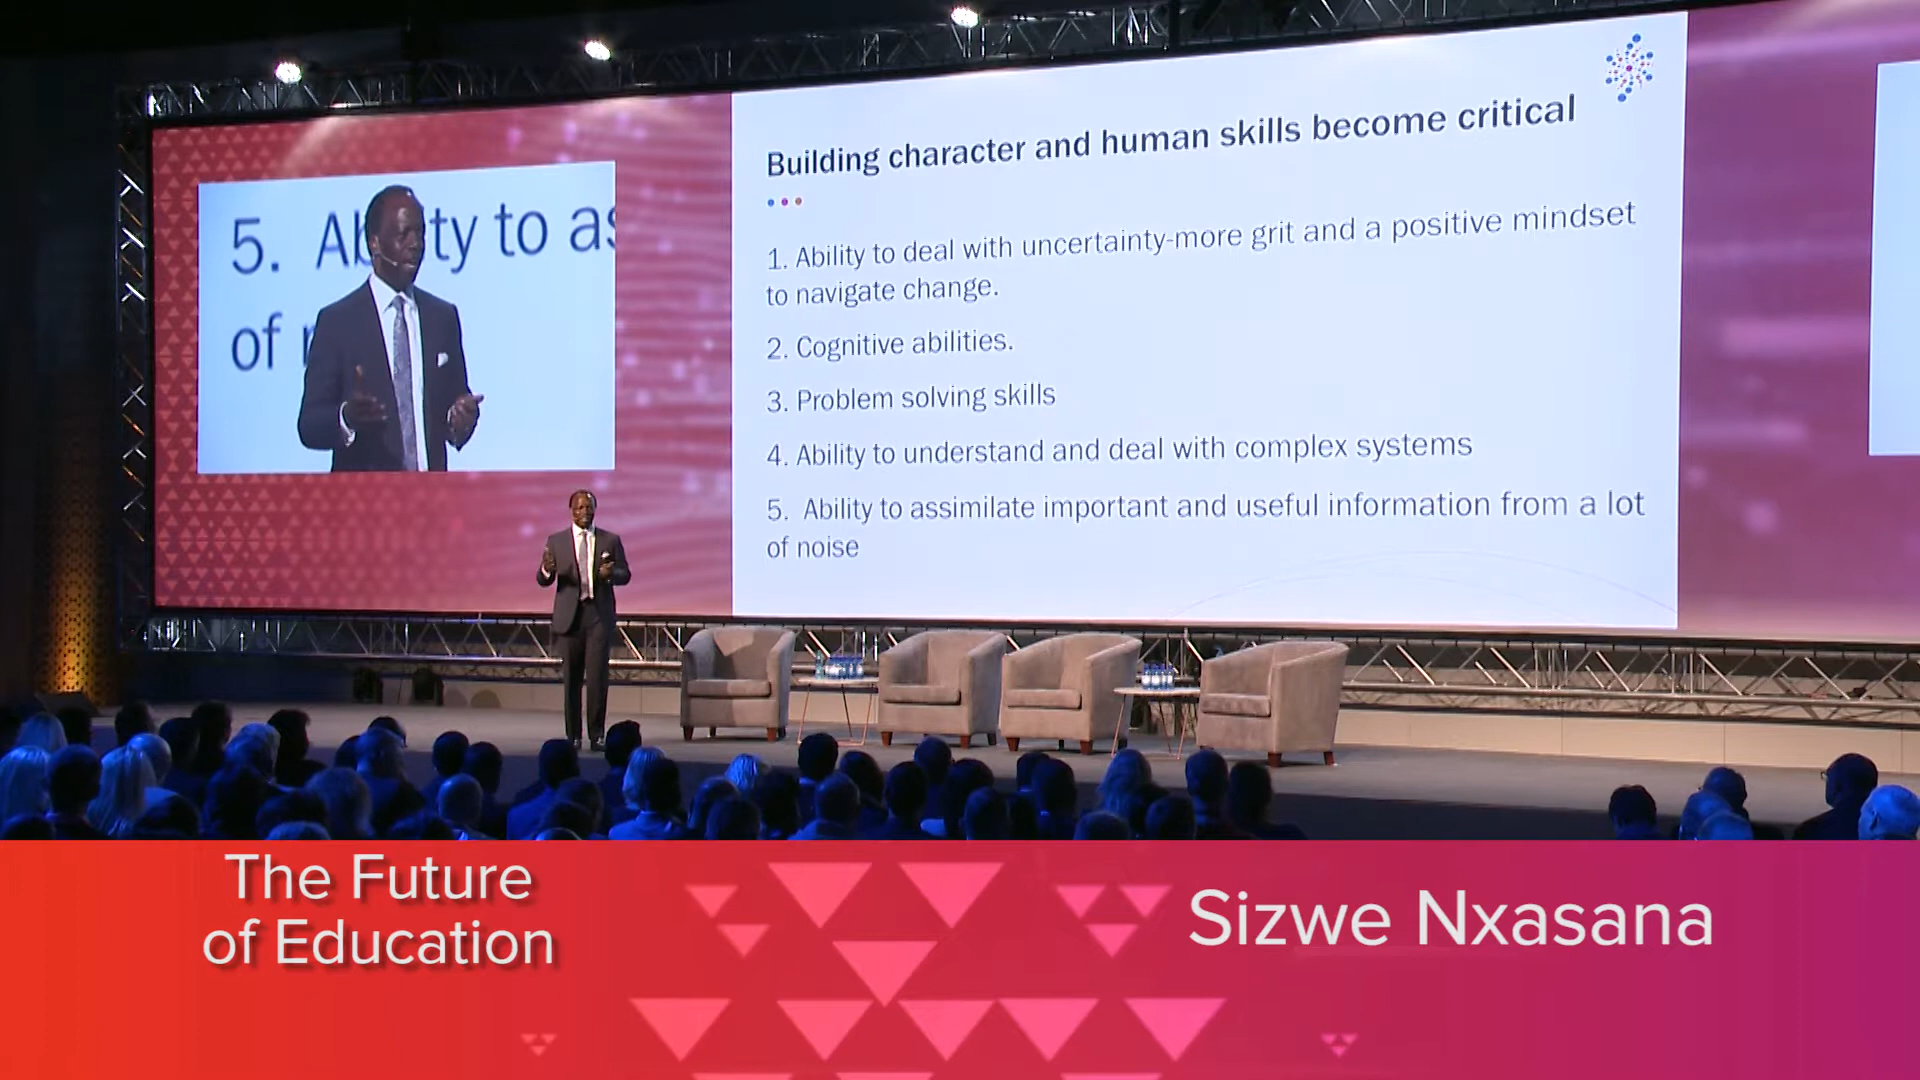 5. Ability to as
of
Building character and human skills become critical
1. Ability to deal with uncertainty-more grit and a positive mindset
to navigate change.
2. Cognitive abilities.
3. Problem solving skills
4. Ability to understand and deal with complex systems
5. Ability to assimilate important and useful information from a lot
of noise
The Future
of Education
Sizwe Nxasana